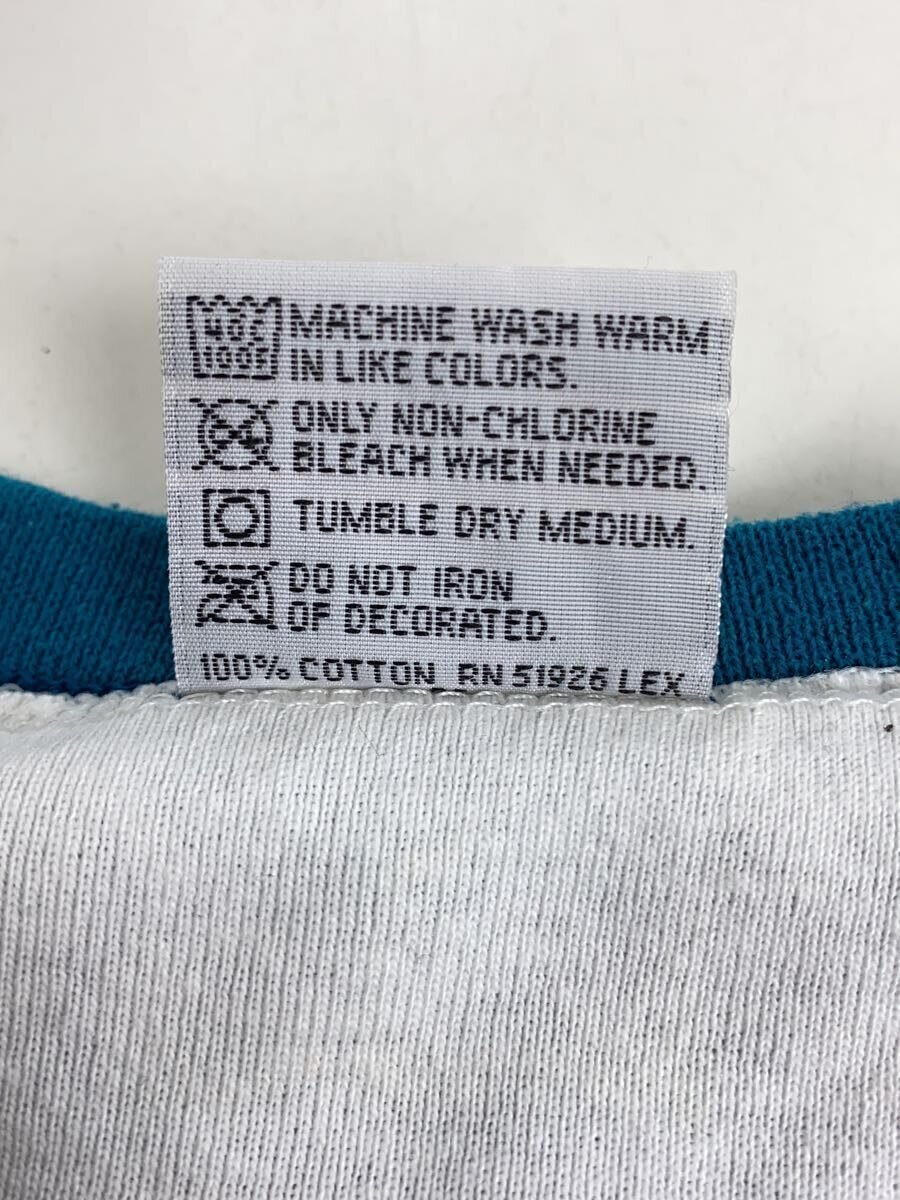 MACHINE WASH WARM
IN LIKE COLORS.
ONLY NON-CHLORINE
BLEACH WHEN NEEDED.
TUMBLE DRY MEDIUM.
DO NOT IRON
OF DECORATED.
100% COTTON RN 51926 LEX